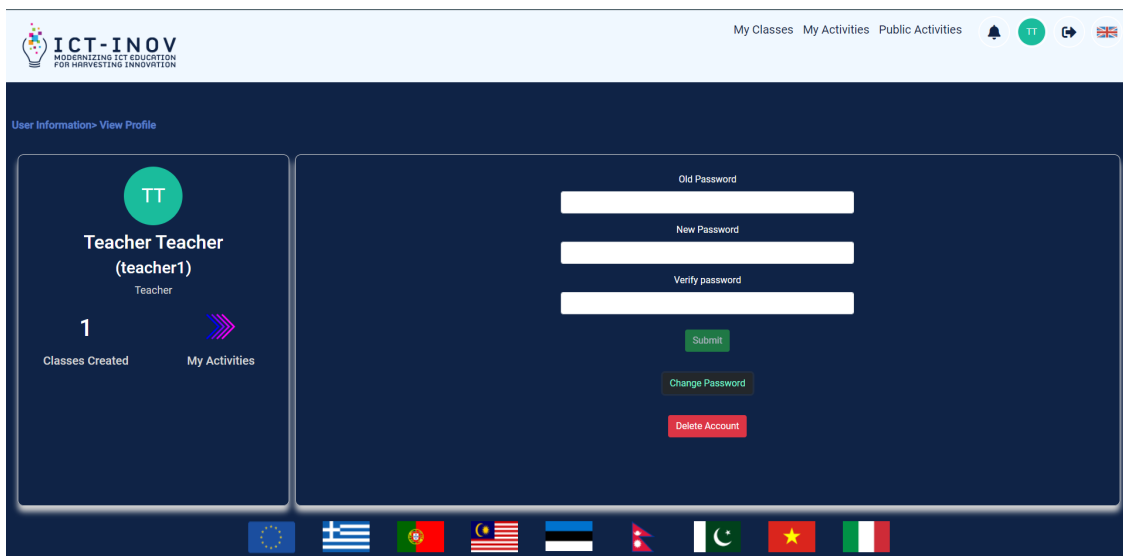 ICT-INOV
MODERNIZING ICT EDUCATION
FOR HARVESTING INNOVATION
My Classes My Activities Public Activities
TT
User Information> View Profile
TT
Teacher Teacher
(teacher1)
Teacher
1
Classes Created My Activities
Old Password
New Password
Verify password
Submit
Change Password
Delete Account